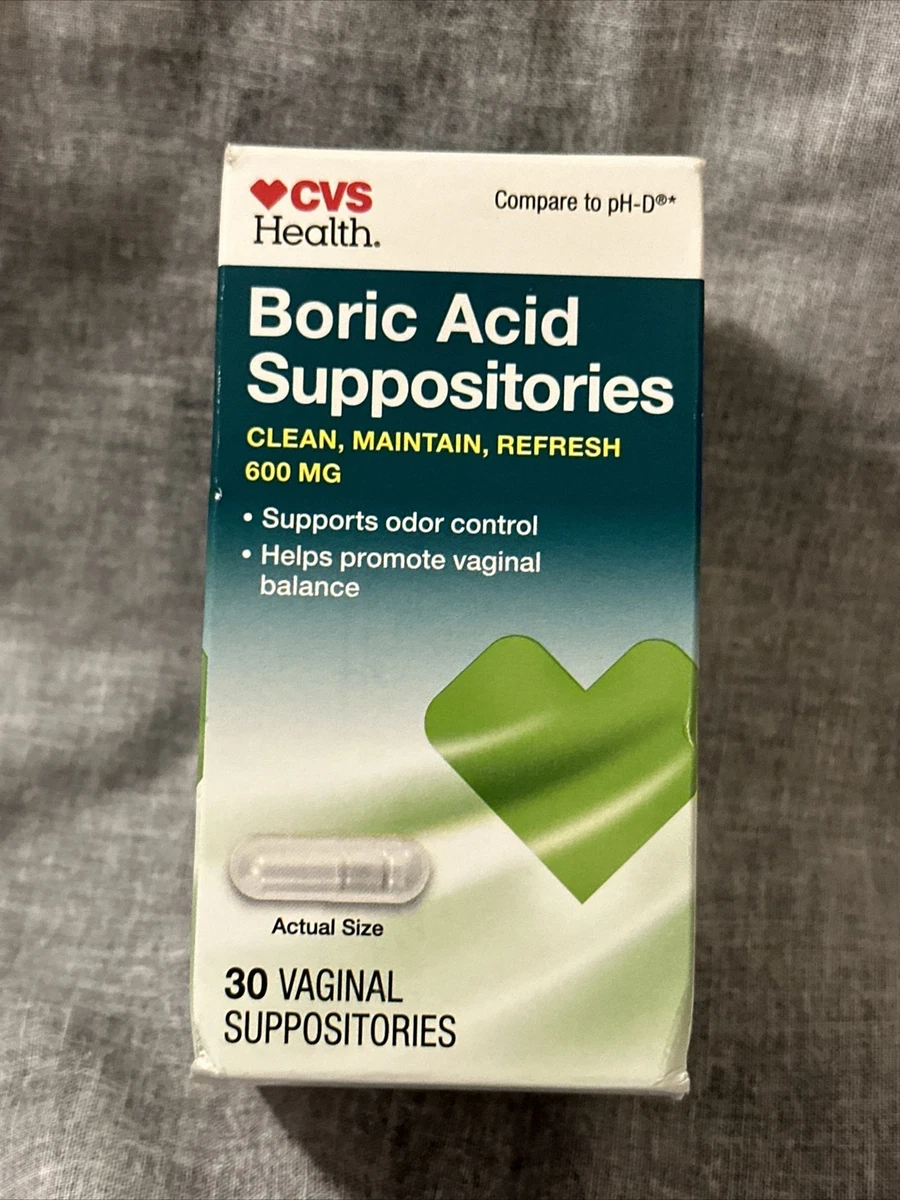 CVS
Health.
Compare to pH-D®*
Boric Acid
Suppositories
CLEAN, MAINTAIN, REFRESH
600 MG
• Supports odor control
• Helps promote vaginal
balance
Actual Size
30 VAGINAL
SUPPOSITORIES